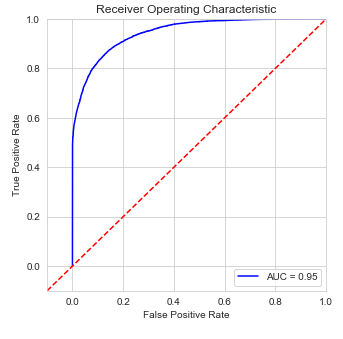 Receiver Operating Characteristic
True Positive Rate
1.0
0.8
0.6
0.4
0.2
0.0
AUC = 0.95
0.0 0.2 0.4 0.6 0.8 1.0
False Positive Rate